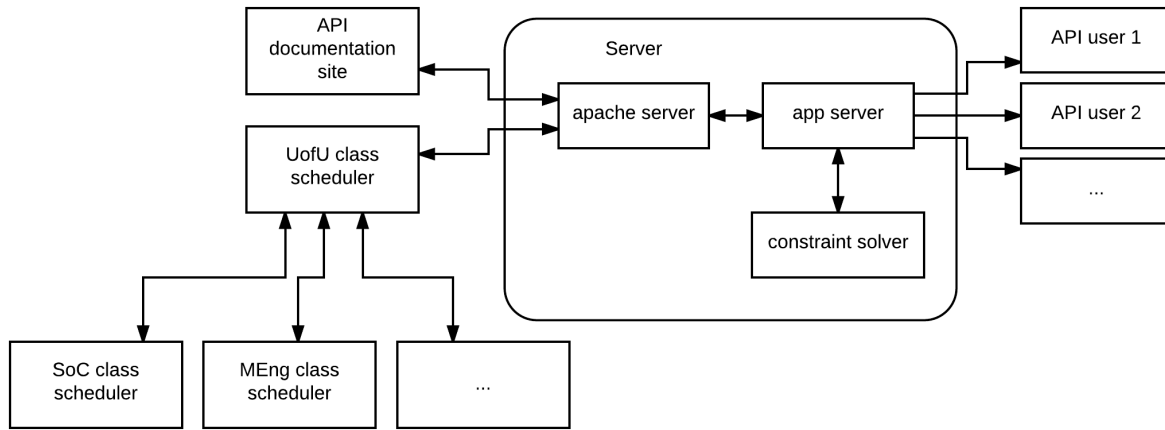 API
documentation
site
Server
API user 1
apache server
app server
API user 2
UofU class
scheduler
...
constraint solver
SoC class
scheduler
MEng class
scheduler
...